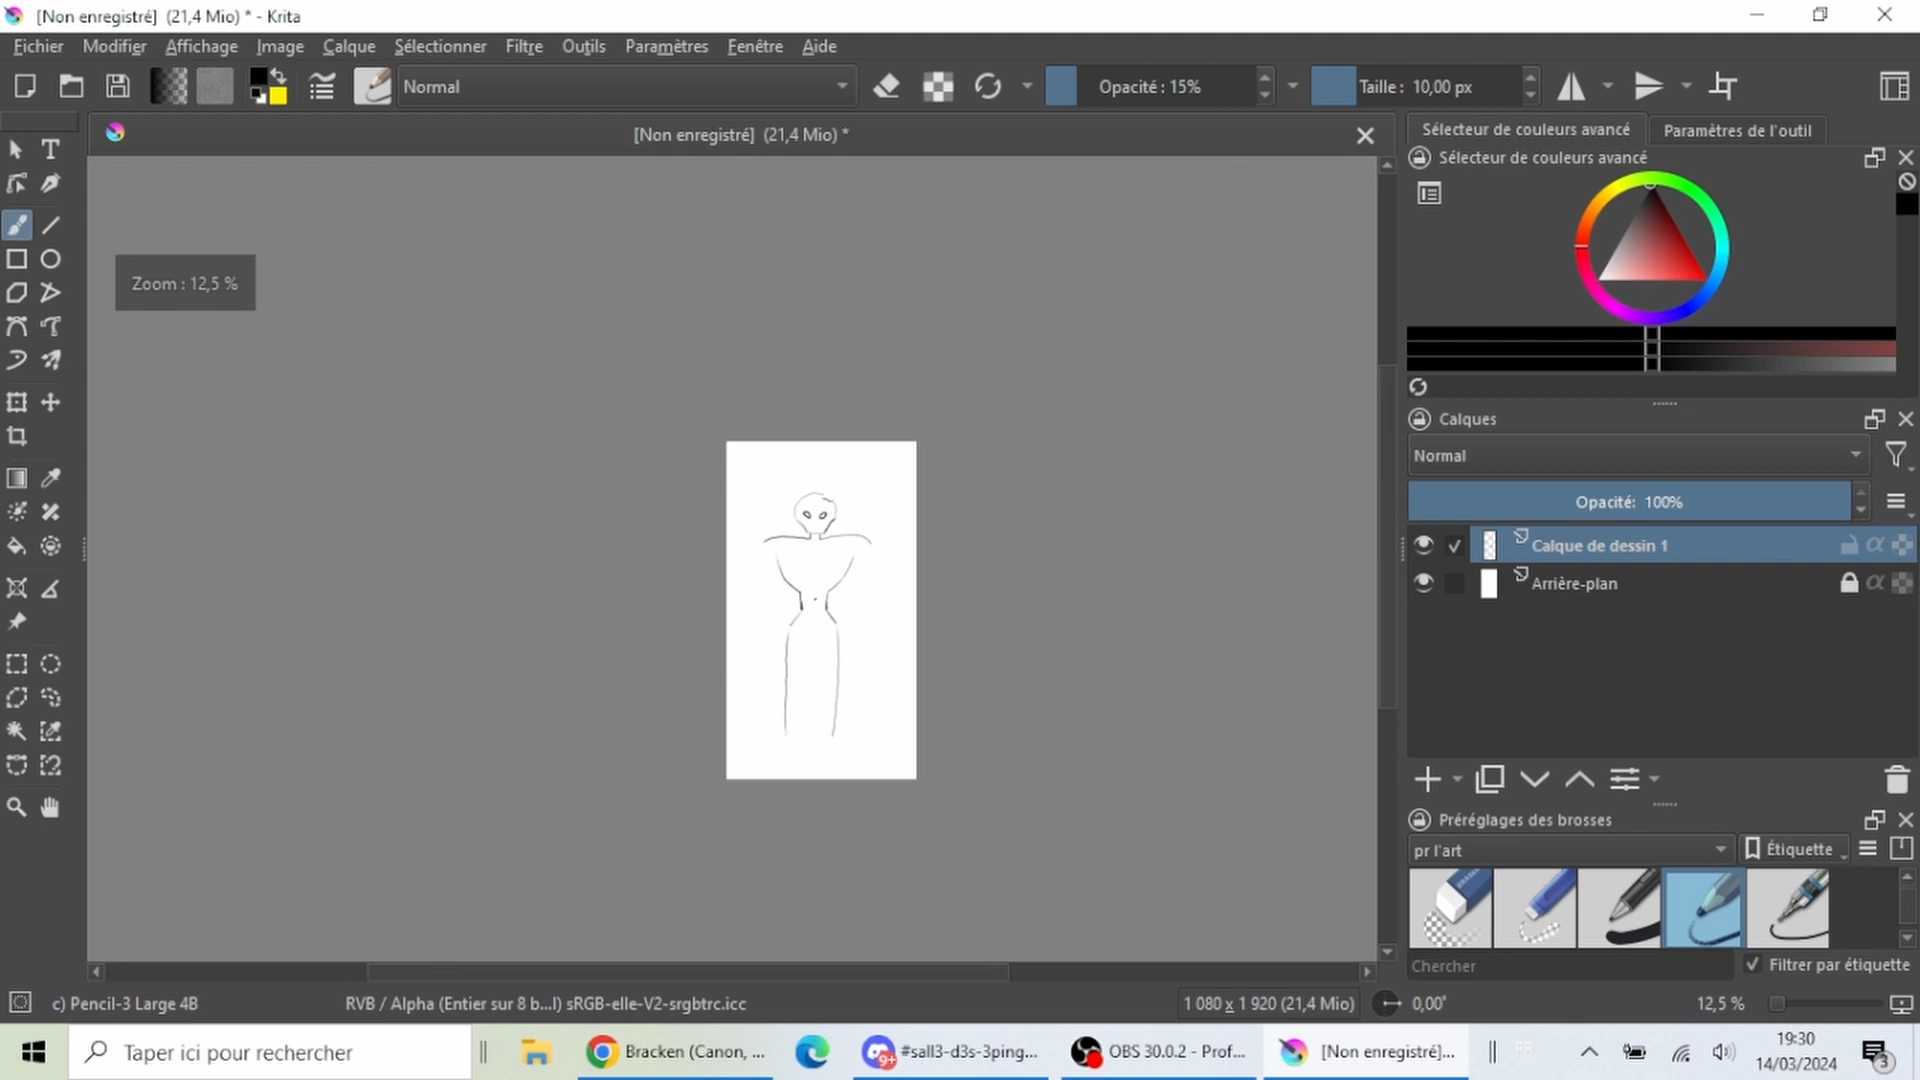 [Non enregistré] (21,4 Mio) * - Krita
Fichier Modifier Affichage Image Calque Sélectionner Filtre Outils Paramètres Fenêtre Aide
Normal Opacité : 15% Taille : 10,00 px
[Non enregistré] (21,4 Mio) *
Sélecteur de couleurs avancé Paramètres de l'outil
Sélecteur de couleurs avancé
Zoom : 12,5 %
Calques
Normal
Opacité: 100%
Calque de dessin 1
Arrière-plan
Préréglages des brosses
pr l'art Étiquette
Chercher Filtrer par étiquette
c) Pencil-3 Large 4B RVB / Alpha (Entier sur 8 b...l) sRGB-elle-V2-srgbtrc.icc 1 080 x 1 920 (21,4 Mio) 0,00° 12,5 %
Taper ici pour rechercher Bracken (Canon, ... 9+ #sall3-d3s-3ping... OBS 30.0.2 - Prof... [Non enregistré]... 19:30
14/03/2024 3